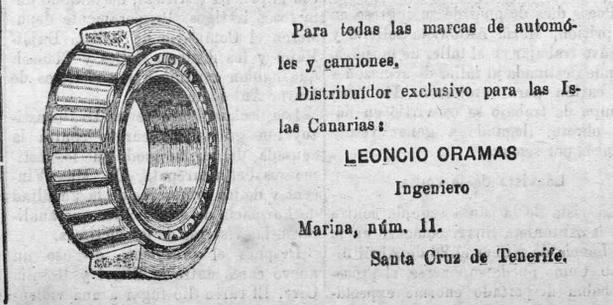 Para todas las marcas de automó-
les y camiones.
Distribuidor exclusivo para las Is-
las Canarias:
LEONCIO ORAMAS
Ingeniero
Marina, núm. 11.
Santa Cruz de Tenerife.